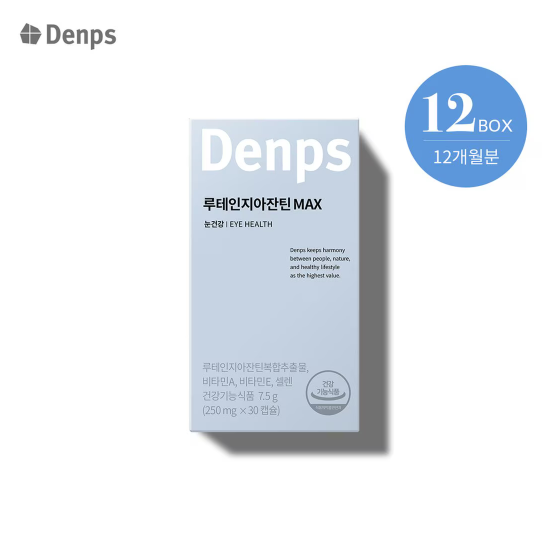 Denps
12 BOX
12개월분
Denps
루테인지아잔틴 MAX
눈건강 | EYE HEALTH
Denps keeps harmony
between people, nature,
and healthy lifestyle
as the highest value.
루테인지아잔틴복합추출물,
비타민A, 비타민E, 셀렌
건강기능식품 7.5 g
(250 mg × 30 캡슐)
건강
기능식품